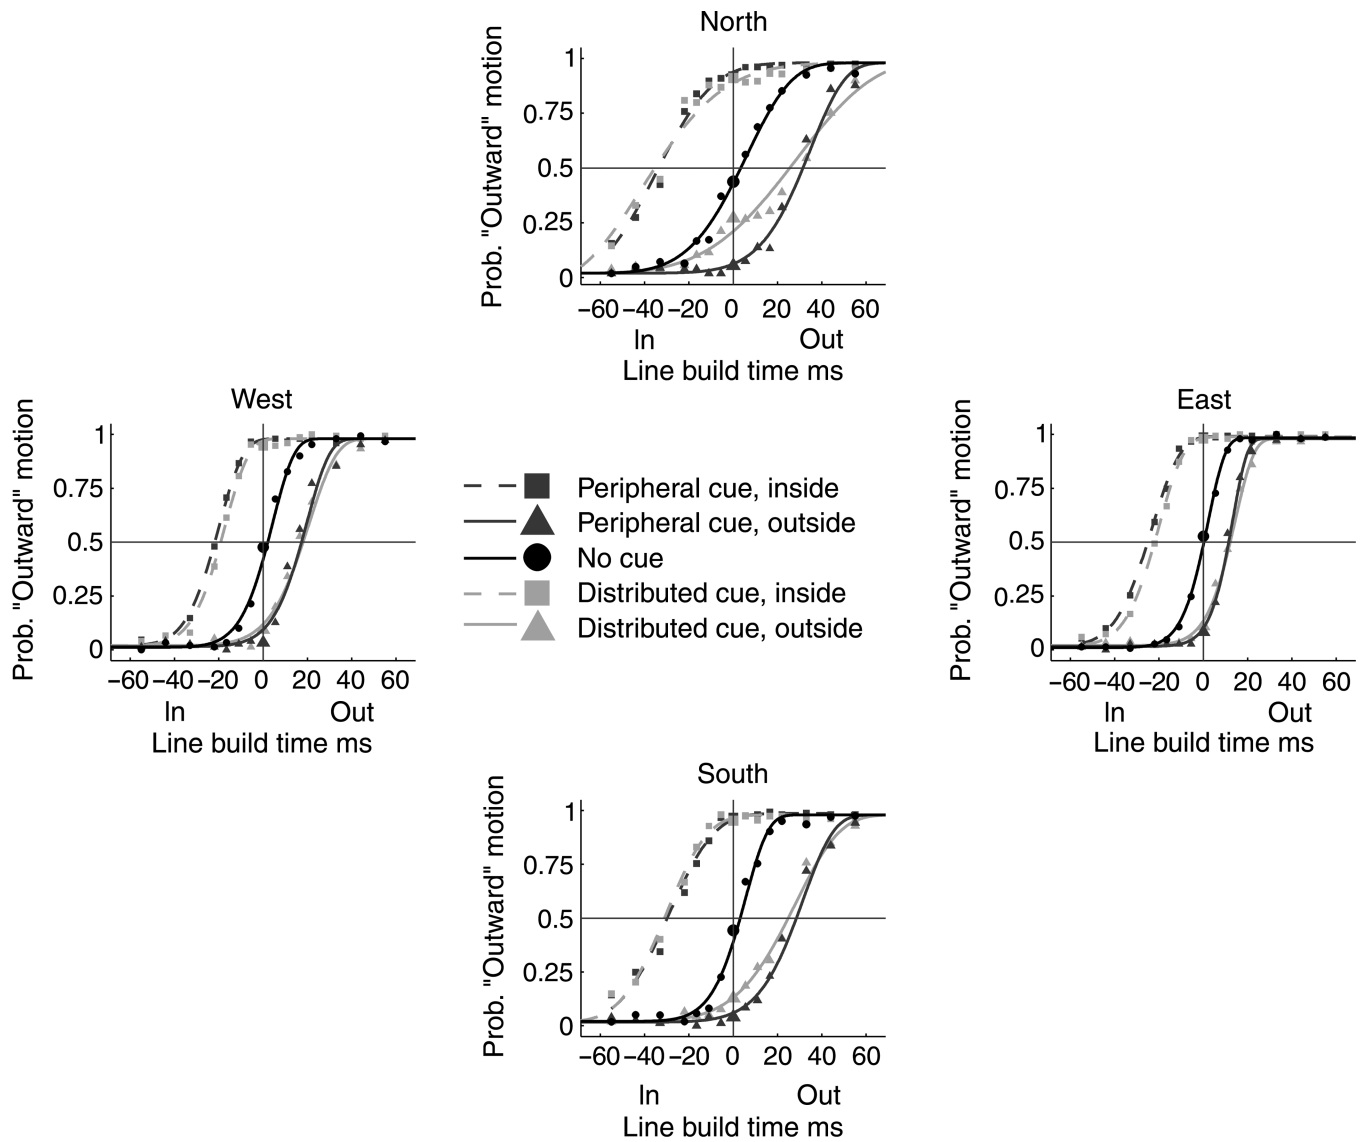 North
Prob. "Outward" motion
1
0.75
0.5
0.25
0
−60 −40 −20 0 20 40 60
In Out
Line build time ms
West
Prob. "Outward" motion
1
0.75
0.5
0.25
0
−60 −40 −20 0 20 40 60
In Out
Line build time ms
Peripheral cue, inside
Peripheral cue, outside
No cue
Distributed cue, inside
Distributed cue, outside
East
Prob. "Outward" motion
1
0.75
0.5
0.25
0
−60 −40 −20 0 20 40 60
In Out
Line build time ms
South
Prob. "Outward" motion
1
0.75
0.5
0.25
0
−60 −40 −20 0 20 40 60
In Out
Line build time ms